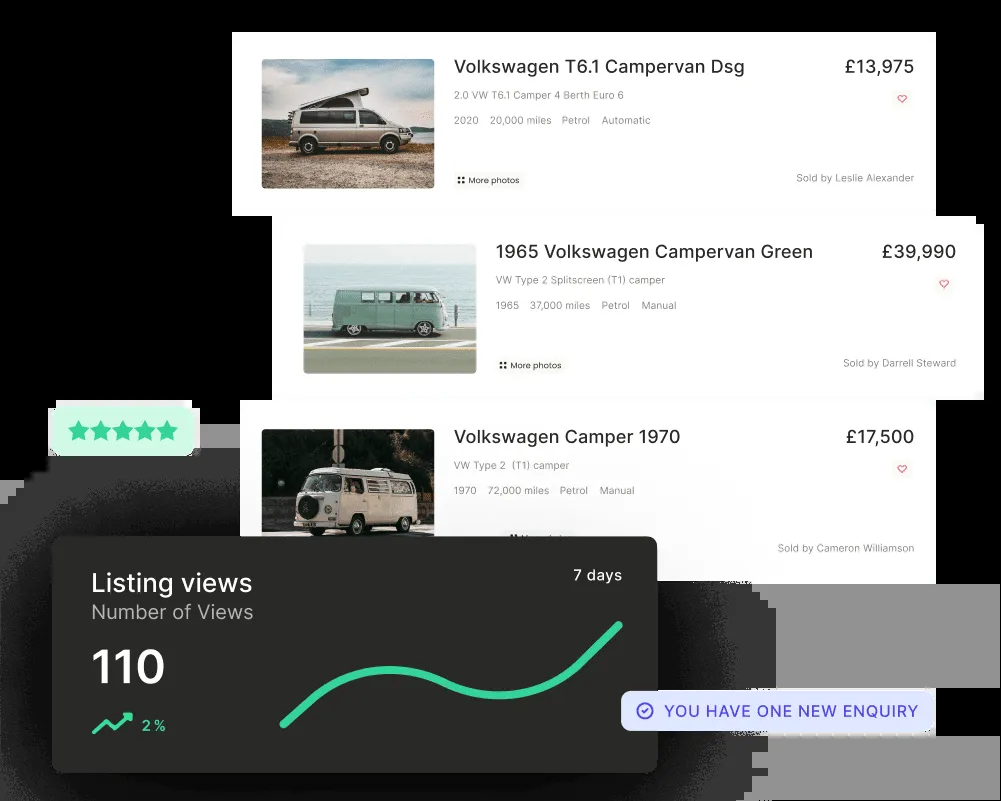 Volkswagen T6.1 Campervan Dsg
£13,975
2.0 VW T6.1 Camper 4 Berth Euro 6
2020 20,000 miles Petrol Automatic
More photos
Sold by Leslie Alexander
1965 Volkswagen Campervan Green
£39,990
VW Type 2 Splitscreen (T1) camper
1965 37,000 miles Petrol Manual
More photos
Sold by Darrell Steward
Volkswagen Camper 1970
£17,500
VW Type 2 (T1) camper
1970 72,000 miles Petrol Manual
Sold by Cameron Williamson
Listing views
7 days
Number of Views
110
2%
YOU HAVE ONE NEW ENQUIRY